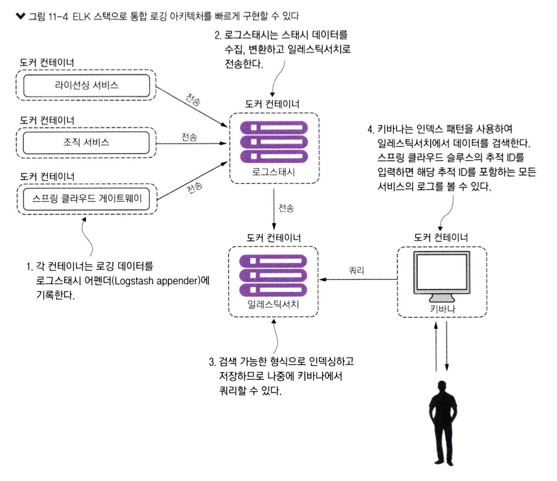 그림 11-4 ELK 스택으로 통합 로깅 아키텍처를 빠르게 구현할 수 있다
2. 로그스태시는 스태시 데이터를
수집, 변환하고 일레스틱서치로
전송한다.
도커 컨테이너
라이선싱 서비스
전송
도커 컨테이너
조직 서비스
전송
도커 컨테이너
스프링 클라우드 게이트웨이
전송
도커 컨테이너
로그스태시
4. 키바나는 인덱스 패턴을 사용하여
일레스틱서치에서 데이터를 검색한다.
스프링 클라우드 슬루스의 추적 ID를
입력하면 해당 추적 ID를 포함하는 모든
서비스의 로그를 볼 수 있다.
전송
1. 각 컨테이너는 로깅 데이터를
로그스태시 어펜더(Logstash appender)에
기록한다.
도커 컨테이너
일레스틱서치
쿼리
도커 컨테이너
키바나
3. 검색 가능한 형식으로 인덱싱하고
저장하므로 나중에 키바나에서
쿼리할 수 있다.